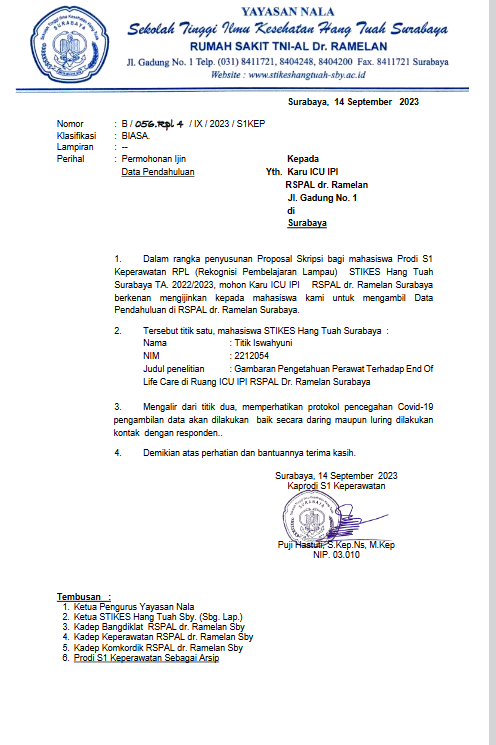 YAYASAN NALA
Sekolah Tinggi Ilmu Kesehatan Hang Tuah Surabaya
RUMAH SAKIT TNI-AL Dr. RAMELAN
Jl. Gadung No. 1 Telp. (031) 8411721, 8404248, 8404200 Fax. 8411721 Surabaya
Website : www.stikeshangtuah-sby.ac.id
Surabaya, 14 September 2023
Nomor : B / 056.Rpl 4 / IX / 2023 / S1KEP
Klasifikasi : BIASA.
Lampiran : --
Perihal : Permohonan Ijin
Data Pendahuluan
Kepada
Yth. Karu ICU IPI
RSPAL dr. Ramelan
Jl. Gadung No. 1
di
Surabaya
1. Dalam rangka penyusunan Proposal Skripsi bagi mahasiswa Prodi S1
Keperawatan RPL (Rekognisi Pembelajaran Lampau) STIKES Hang Tuah
Surabaya TA. 2022/2023, mohon Karu ICU IPI RSPAL dr. Ramelan Surabaya
berkenan mengijinkan kepada mahasiswa kami untuk mengambil Data
Pendahuluan di RSPAL dr. Ramelan Surabaya.
2. Tersebut titik satu, mahasiswa STIKES Hang Tuah Surabaya :
Nama : Titik Iswahyuni
NIM : 2212054
Judul penelitian : Gambaran Pengetahuan Perawat Terhadap End Of
Life Care di Ruang ICU IPI RSPAL Dr. Ramelan Surabaya
3. Mengalir dari titik dua, memperhatikan protokol pencegahan Covid-19
pengambilan data akan dilakukan baik secara daring maupun luring dilakukan
kontak dengan responden..
4. Demikian atas perhatian dan bantuannya terima kasih.
Surabaya, 14 September 2023
Kaprodi S1 Keperawatan
Puji Hastuti, S.Kep.Ns, M.Kep
NIP. 03.010
Tembusan :
1. Ketua Pengurus Yayasan Nala
2. Ketua STIKES Hang Tuah Sby. (Sbg. Lap.)
3. Kadep Bangdiklat RSPAL dr. Ramelan Sby
4. Kadep Keperawatan RSPAL dr. Ramelan Sby
5. Kadep Komkordik RSPAL dr. Ramelan Sby
6. Prodi S1 Keperawatan Sebagai Arsip